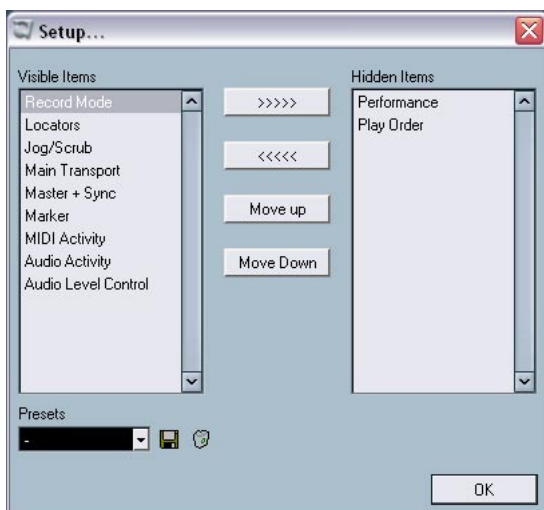 Setup...
Visible Items
Record Mode
Locators
Jog/Scrub
Main Transport
Master + Sync
Marker
MIDI Activity
Audio Activity
Audio Level Control
>>>>>
<<<<<
Move up
Move Down
Hidden Items
Performance
Play Order
Presets
-
OK